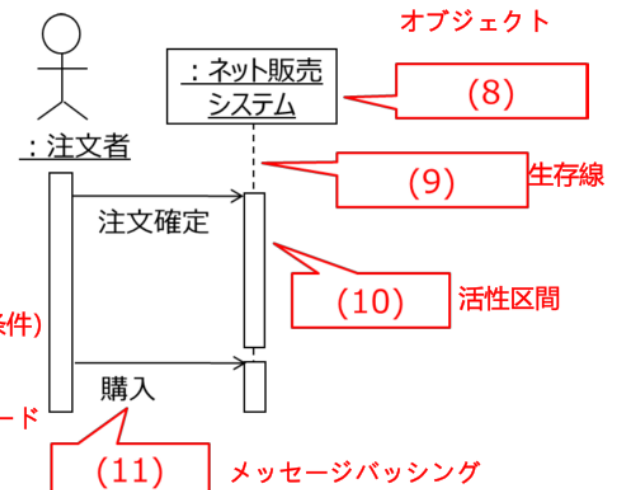 オブジェクト
：ネット販売
システム
(8)
：注文者
(9)
生存線
注文確定
(10)
活性区間
条件)
購入
ード
(11)
メッセージバッシング